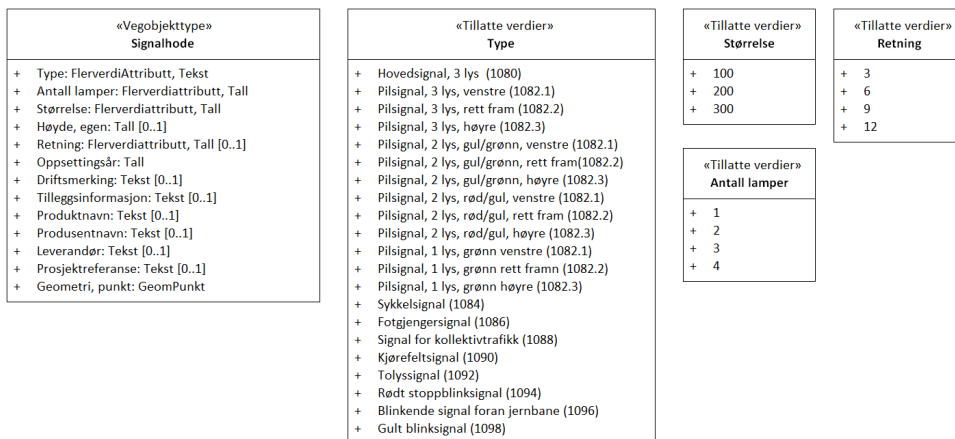 «Vegobjekttype»
Signalhode
+ Type: FlerverdiAttributt, Tekst
+ Antall lamper: Flerverdiattributt, Tall
+ Størrelse: Flerverdiattributt, Tall
+ Høyde, egen: Tall [0..1]
+ Retning: Flerverdiattributt, Tall [0..1]
+ Oppsettingsår: Tall
+ Driftsmerking: Tekst [0..1]
+ Tilleggsinformasjon: Tekst [0..1]
+ Produktnavn: Tekst [0..1]
+ Produsentnavn: Tekst [0..1]
+ Leverandør: Tekst [0..1]
+ Prosjektreferanse: Tekst [0..1]
+ Geometri, punkt: GeomPunkt
«Tillatte verdier»
Type
+ Hovedsignal, 3 lys (1080)
+ Pilsignal, 3 lys, venstre (1082.1)
+ Pilsignal, 3 lys, rett fram (1082.2)
+ Pilsignal, 3 lys, høyre (1082.3)
+ Pilsignal, 2 lys, gul/grønn, venstre (1082.1)
+ Pilsignal, 2 lys, gul/grønn, rett fram(1082.2)
+ Pilsignal, 2 lys, gul/grønn, høyre (1082.3)
+ Pilsignal, 2 lys, rød/gul, venstre (1082.1)
+ Pilsignal, 2 lys, rød/gul, rett fram (1082.2)
+ Pilsignal, 2 lys, rød/gul, høyre (1082.3)
+ Pilsignal, 1 lys, grønn venstre (1082.1)
+ Pilsignal, 1 lys, grønn rett framn (1082.2)
+ Pilsignal, 1 lys, grønn høyre (1082.3)
+ Sykkelsignal (1084)
+ Fotgjengersignal (1086)
+ Signal for kollektivtrafikk (1088)
+ Kjørefeltsignal (1090)
+ Tolyssignal (1092)
+ Rødt stoppblinksignal (1094)
+ Blinkende signal foran jernbane (1096)
+ Gult blinksignal (1098)
«Tillatte verdier»
Størrelse
+ 100
+ 200
+ 300
«Tillatte verdier»
Antall lamper
+ 1
+ 2
+ 3
+ 4
«Tillatte verdier»
Retning
+ 3
+ 6
+ 9
+ 12